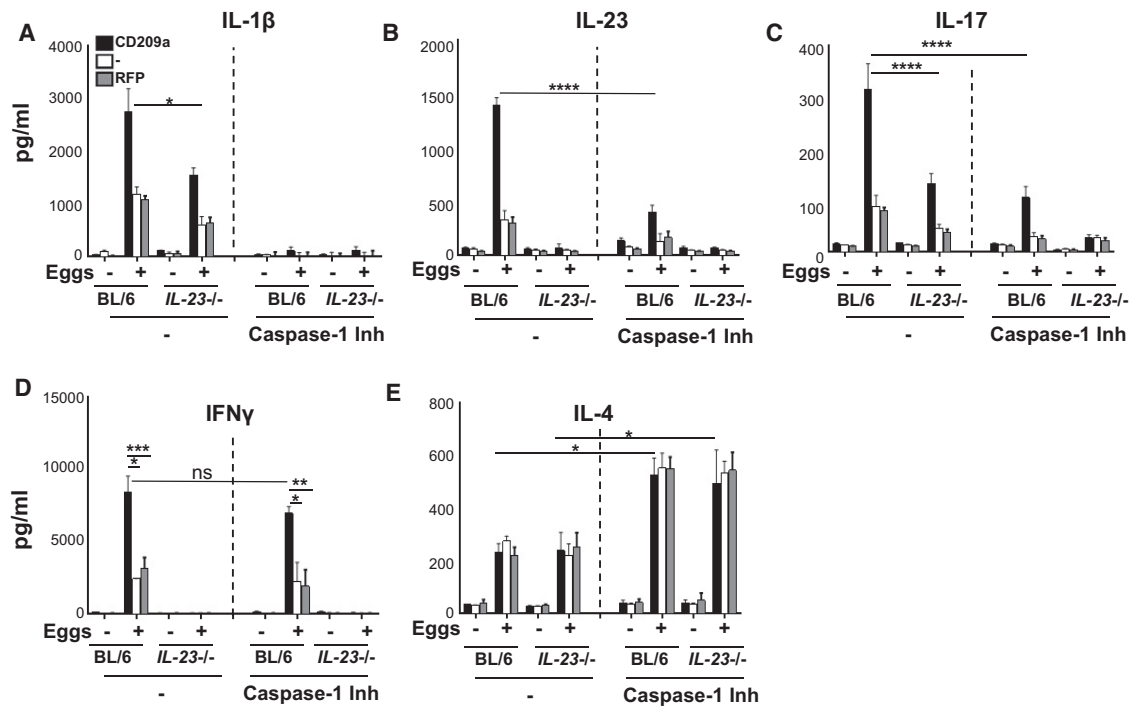 A IL-1β
4000
3000
2000
1000
0
pg/ml
CD209a
-
RFP
*
Eggs - + - + - + - +
BL/6 IL-23-/- BL/6 IL-23-/-
- Caspase-1 Inh
B IL-23
2000
1500
1000
500
0
****
Eggs - + - + - + - +
BL/6 IL-23-/- BL/6 IL-23-/-
- Caspase-1 Inh
C IL-17
400
300
200
100
0
****
****
Eggs - + - + - + - +
BL/6 IL-23-/- BL/6 IL-23-/-
- Caspase-1 Inh
D IFNγ
15000
10000
5000
0
pg/ml
***
*
ns
**
*
Eggs - + - + - + - +
BL/6 IL-23-/- BL/6 IL-23-/-
- Caspase-1 Inh
E IL-4
800
600
400
200
0
*
*
Eggs - + - + - + - +
BL/6 IL-23-/- BL/6 IL-23-/-
- Caspase-1 Inh